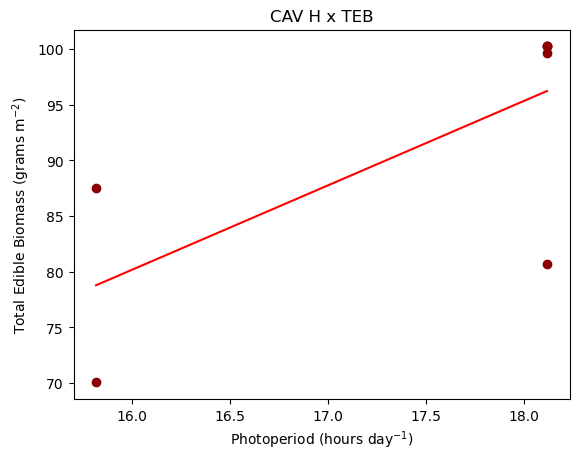 CAV H x TEB
Total Edible Biomass (grams m⁻²)
100
95
90
85
80
75
70
16.0 16.5 17.0 17.5 18.0
Photoperiod (hours day⁻¹)